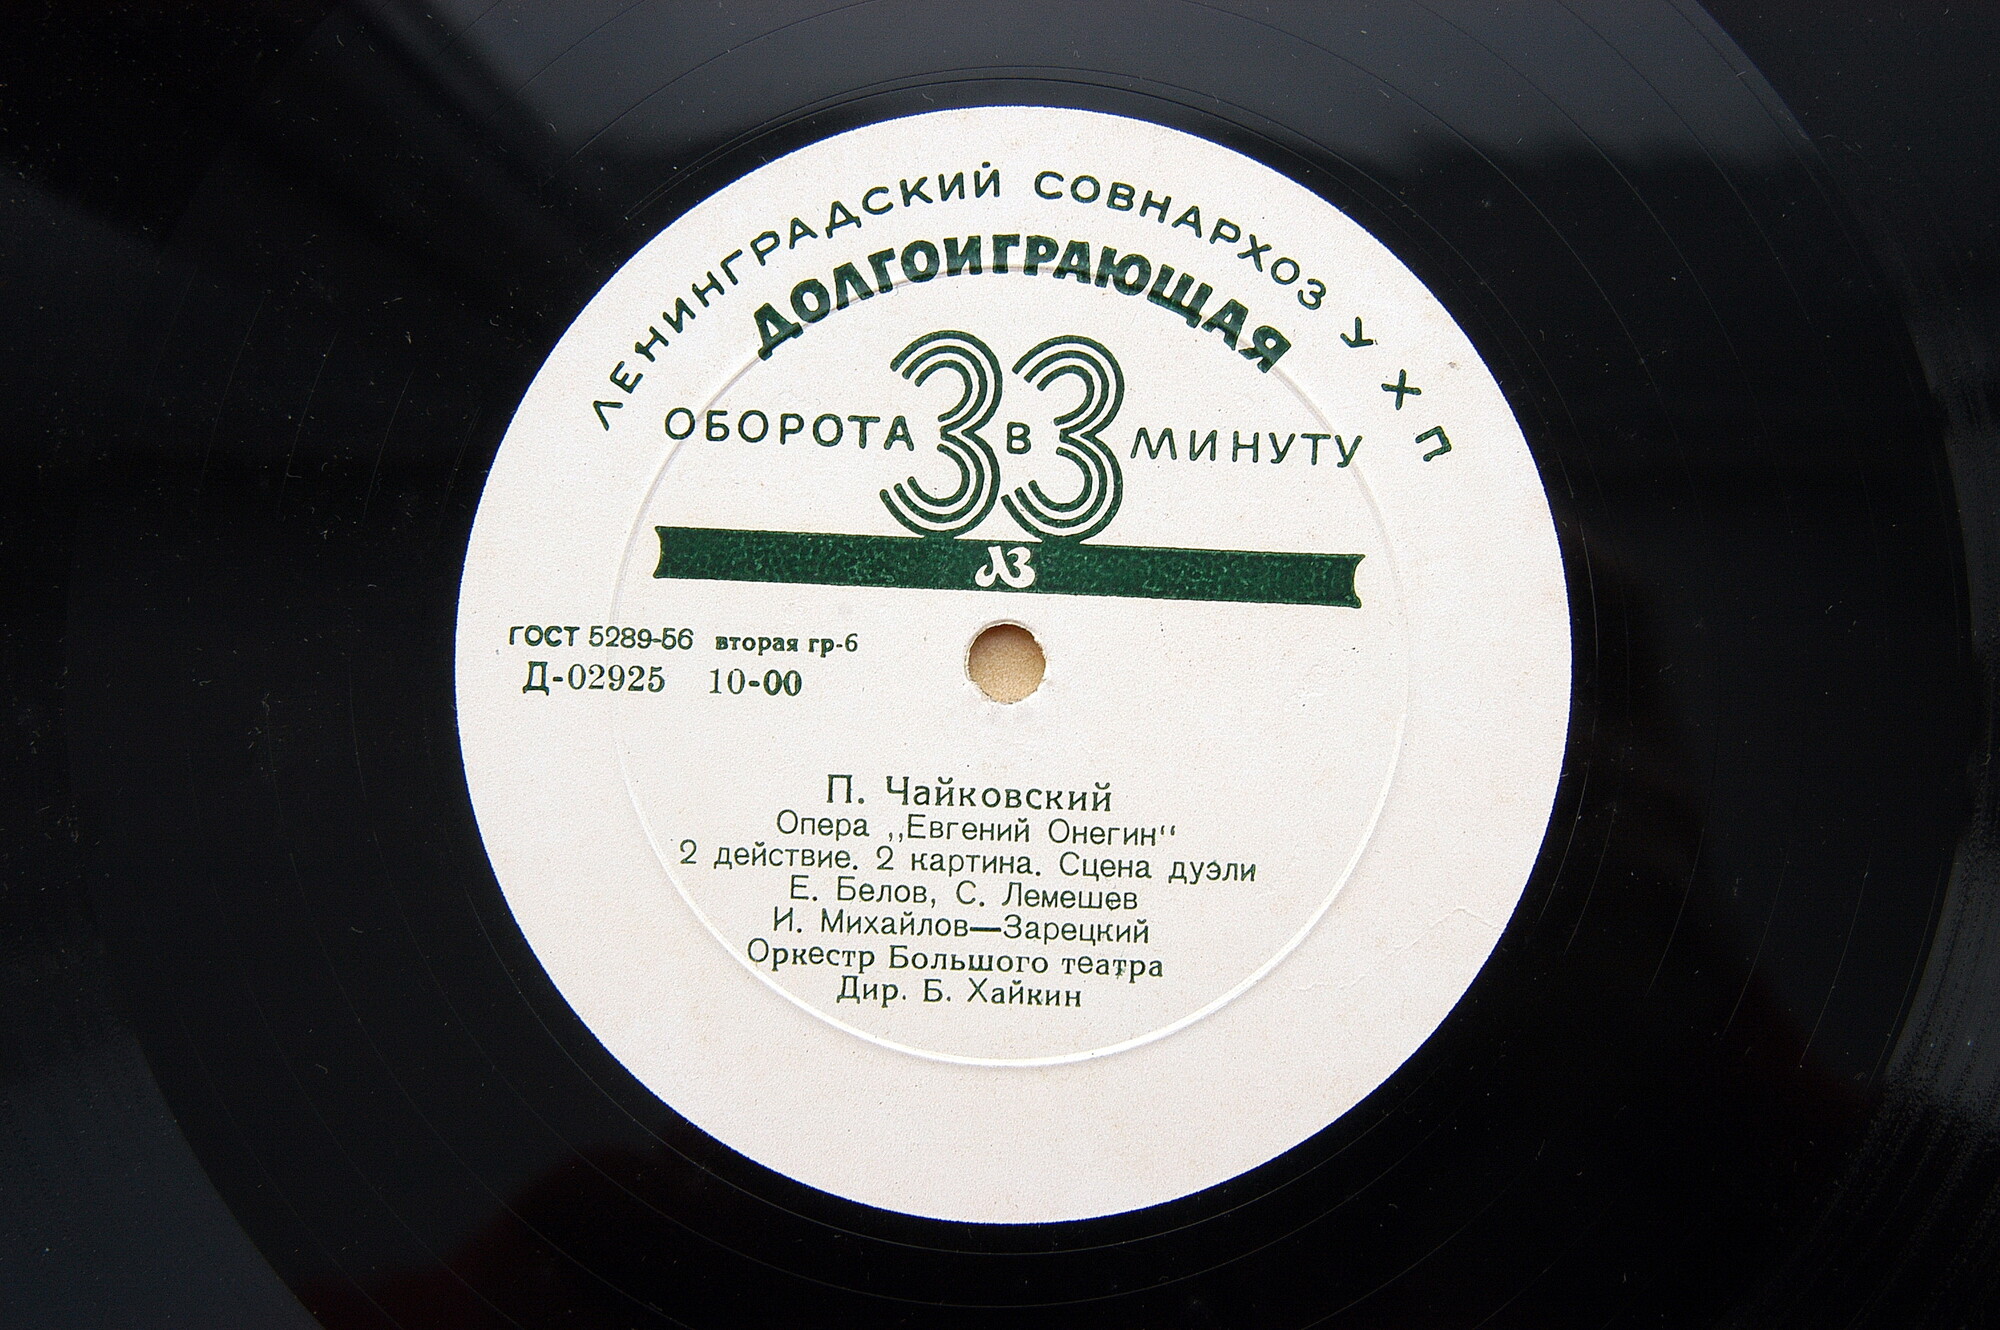 ЛЕНИНГРАДСКИЙ СОВНАРХОЗ У Х П
ДОЛГОИГРАЮЩАЯ
33
ОБОРОТА В МИНУТУ
ЛЗ
ГОСТ 5289-56 вторая гр-6
Д-02925 10-00
П. Чайковский
Опера „Евгений Онегин“
2 действие. 2 картина. Сцена дуэли
Е. Белов, С. Лемешев
И. Михайлов—Зарецкий
Оркестр Большого театра
Дир. Б. Хайкин